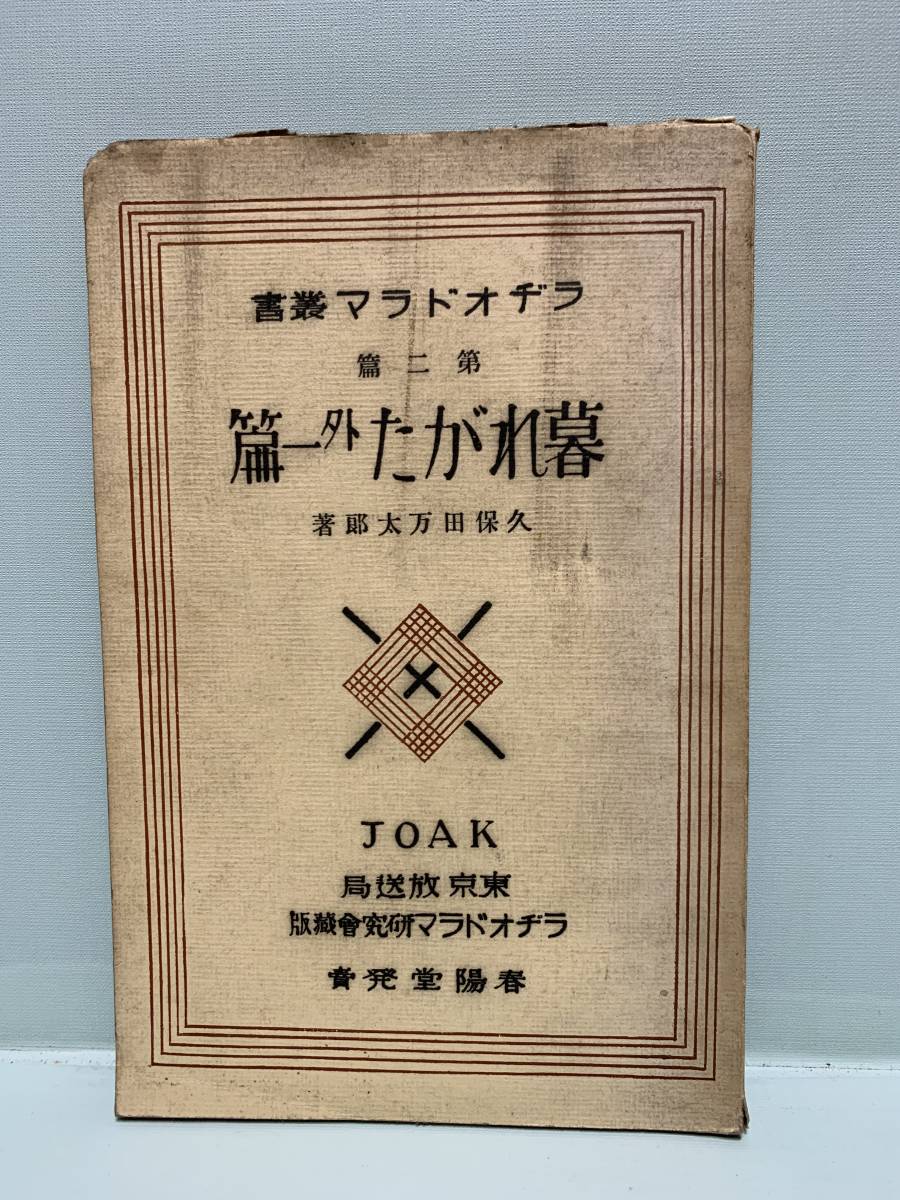 ラヂオドラマ叢書
第二篇
暮れがた外一篇
久保田万太郎著
JOAK
東京放送局
ラヂオドラマ研究會藏版
春陽堂発賣